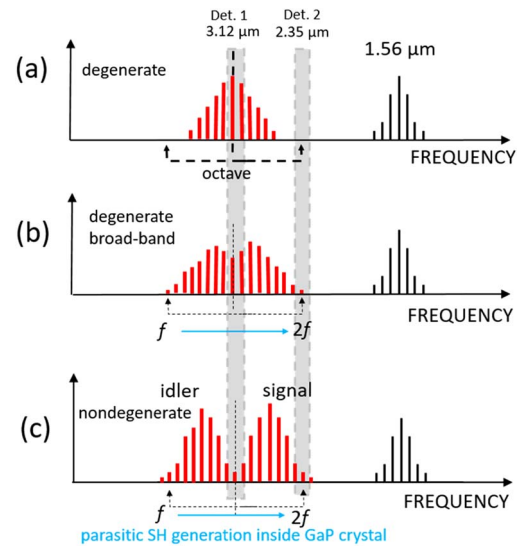 Det. 1
3.12 µm
Det. 2
2.35 µm
(a)
degenerate
1.56 µm
octave
FREQUENCY
(b)
degenerate
broad-band
f
2f
FREQUENCY
(c)
idler
signal
nondegenerate
f
2f
FREQUENCY
parasitic SH generation inside GaP crystal